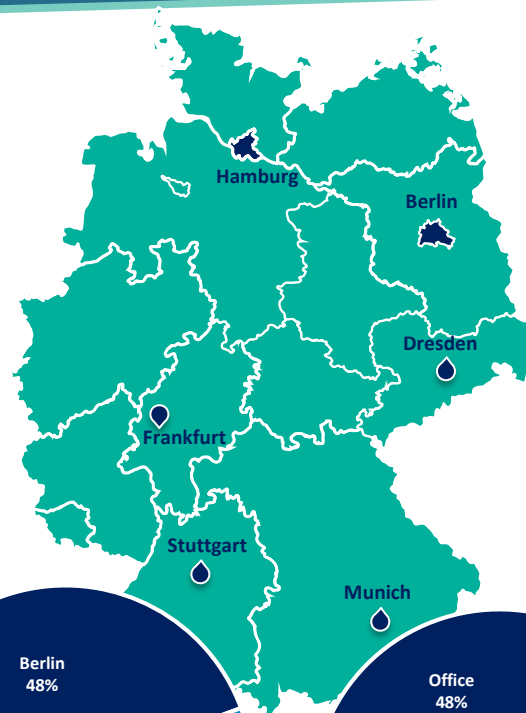 Hamburg
Berlin
Dresden
Frankfurt
Stuttgart
Munich
Berlin
48%
Office
48%